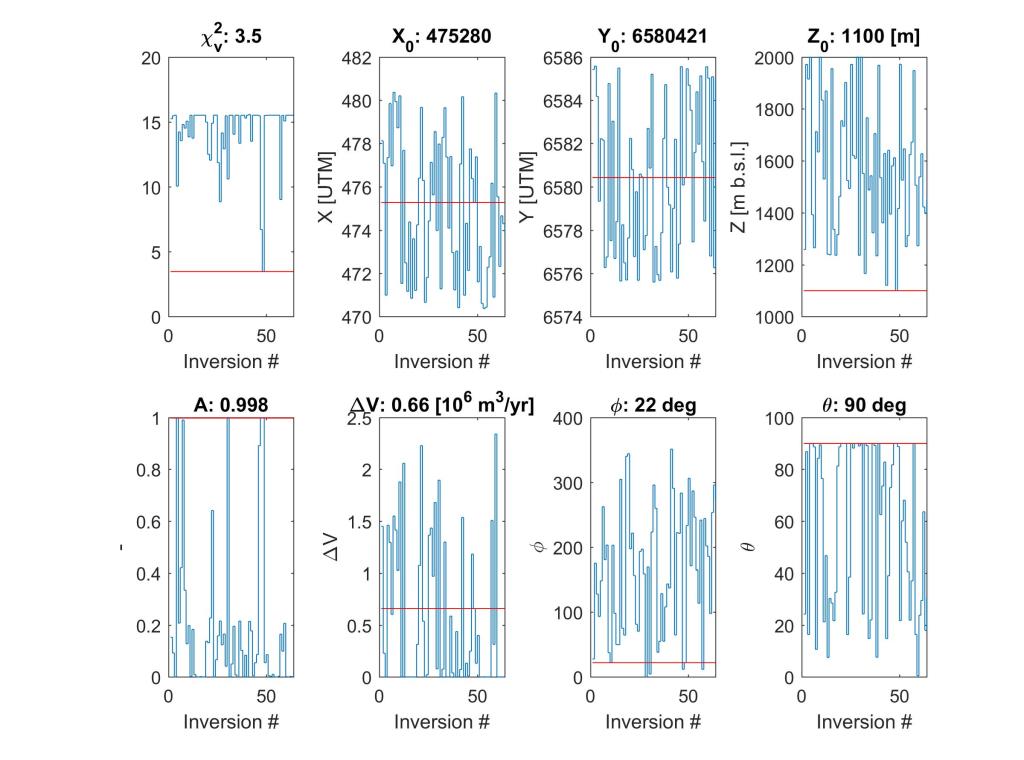 χ²ᵥ: 3.5
X₀: 475280
Y₀: 6580421
Z₀: 1100 [m]
20
15
10
5
0
0
50
Inversion #
X [UTM]
482
480
478
476
474
472
470
0
50
Inversion #
Y [UTM]
6586
6584
6582
6580
6578
6576
6574
0
50
Inversion #
Z [m b.s.l.]
2000
1800
1600
1400
1200
1000
0
50
Inversion #
A: 0.998
ΔV: 0.66 [10⁶ m³/yr]
ϕ: 22 deg
θ: 90 deg
-
1
0.8
0.6
0.4
0.2
0
0
50
Inversion #
ΔV
2.5
2
1.5
1
0.5
0
0
50
Inversion #
ϕ
400
300
200
100
0
0
50
Inversion #
θ
100
80
60
40
20
0
0
50
Inversion #